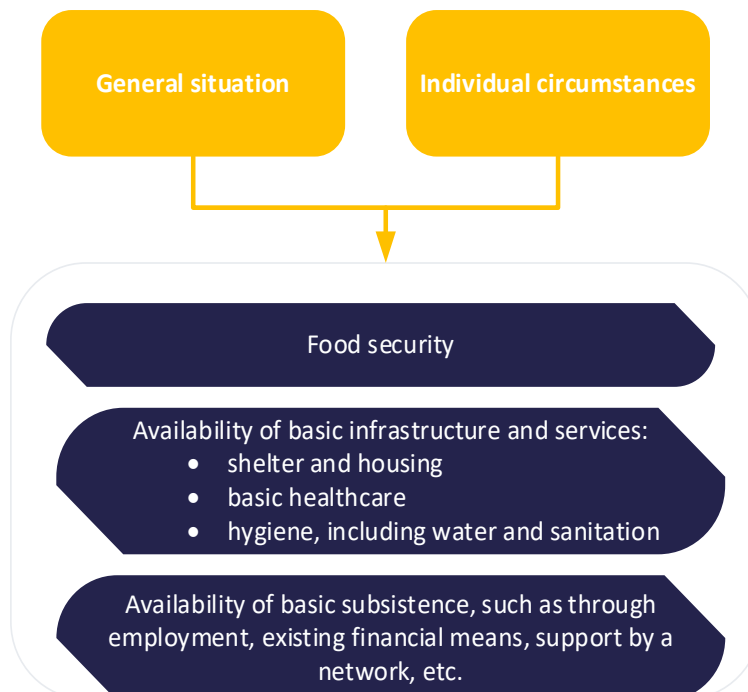 General situation
Individual circumstances
Food security
Availability of basic infrastructure and services:
• shelter and housing
• basic healthcare
• hygiene, including water and sanitation
Availability of basic subsistence, such as through
employment, existing financial means, support by a
network, etc.